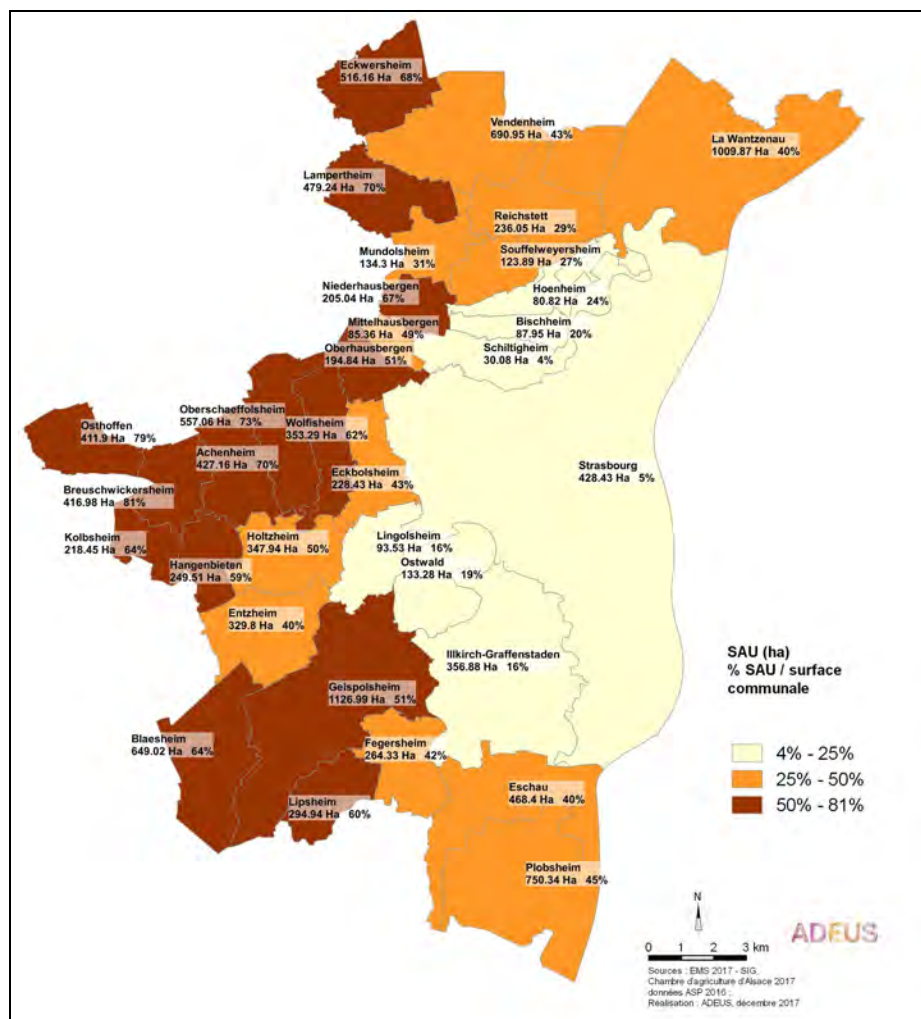 Eckwersheim
516.16 Ha 68%
Vendenheim
690.95 Ha 43%
La Wantzenau
1009.87 Ha 40%
Lampertheim
479.24 Ha 70%
Reichstett
236.05 Ha 29%
Mundolsheim
134.3 Ha 31%
Souffelweyersheim
123.89 Ha 27%
Niederhausbergen
205.04 Ha 67%
Hoenheim
80.82 Ha 24%
Mittelhausbergen
85.36 Ha 49%
Bischheim
87.95 Ha 20%
Oberhausbergen
194.84 Ha 51%
Schiltigheim
30.08 Ha 4%
Oberschaeffolsheim
557.06 Ha 73%
Osthoffen
411.9 Ha 79%
Wolfisheim
353.29 Ha 62%
Achenheim
427.16 Ha 70%
Strasbourg
428.43 Ha 5%
Eckbolsheim
228.43 Ha 43%
Breuschwickersheim
416.98 Ha 81%
Kolbsheim
218.45 Ha 64%
Holtzheim
347.94 Ha 50%
Lingolsheim
93.53 Ha 16%
Ostwald
133.28 Ha 19%
Hangenbieten
249.51 Ha 59%
Entzheim
329.8 Ha 40%
Illkirch-Graffenstaden
356.88 Ha 16%
Geispolsheim
1126.99 Ha 51%
Blaesheim
649.02 Ha 64%
Fegersheim
264.33 Ha 42%
Lipsheim
294.94 Ha 60%
Eschau
468.4 Ha 40%
Plobsheim
750.34 Ha 45%
SAU (ha)
% SAU / surface
communale
4% - 25%
25% - 50%
50% - 81%
N
0 1 2 3 km
ADEUS
Sources : EMS 2017 - SIG,
Chambre d'agriculture d'Alsace 2017
données ASP 2016 ;
Réalisation : ADEUS, décembre 2017